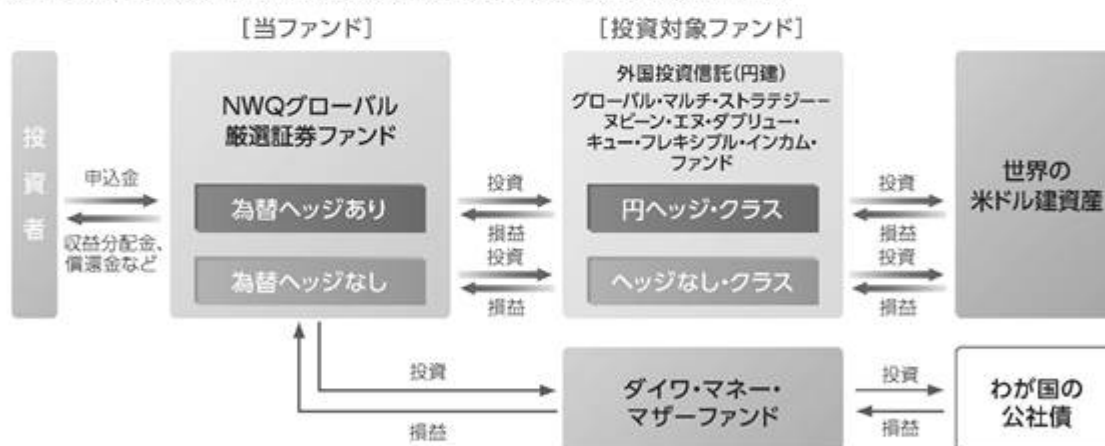 [当ファンド]
[投資対象ファンド]
投資者
申込金
収益分配金、
償還金など
NWQグローバル
厳選証券ファンド
為替ヘッジあり
為替ヘッジなし
投資
損益
投資
損益
外国投資信託(円建)
グローバル・マルチ・ストラテジー−
ヌビーン・エヌ・ダブリュー・
キュー・フレキシブル・インカム・
ファンド
円ヘッジ・クラス
ヘッジなし・クラス
投資
損益
投資
損益
世界の
米ドル建資産
投資
損益
ダイワ・マネー・
マザーファンド
投資
損益
わが国の
公社債